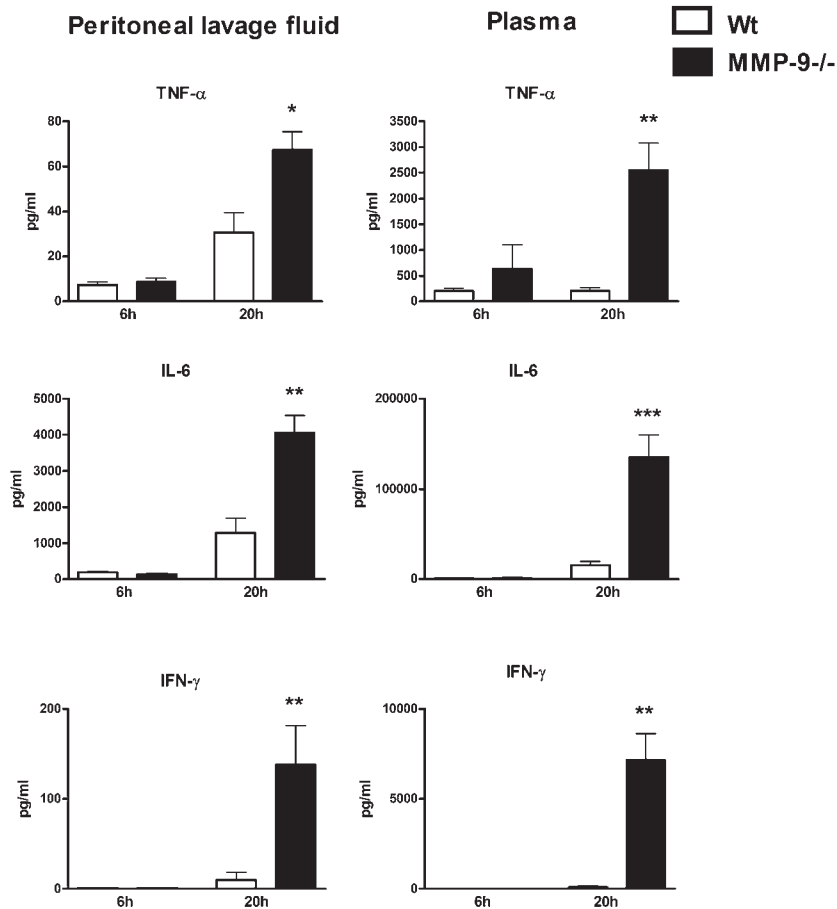 Peritoneal lavage fluid
Plasma
Wt
MMP-9-/-
TNF-α
*
80
60
40
20
0
pg/ml
6h
20h
TNF-α
**
3500
3000
2500
2000
1500
1000
500
0
pg/ml
6h
20h
IL-6
**
5000
4000
3000
2000
1000
0
pg/ml
6h
20h
IL-6
***
200000
100000
0
pg/ml
6h
20h
IFN-γ
**
200
100
0
pg/ml
6h
20h
IFN-γ
**
10000
5000
0
pg/ml
6h
20h